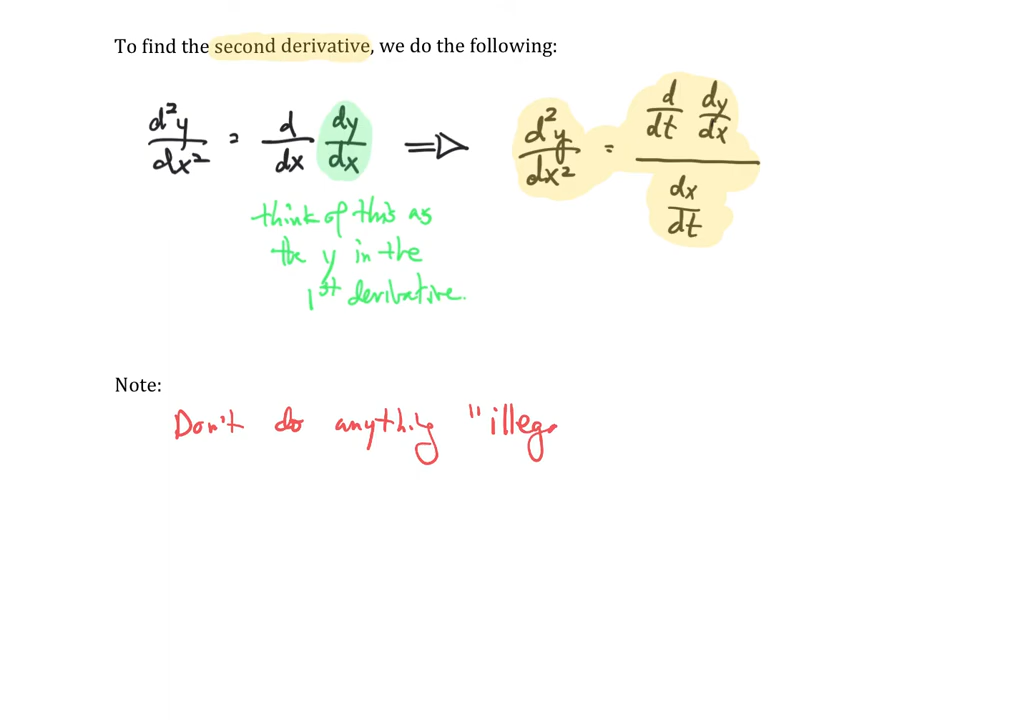 To find the second derivative, we do the following:
d²y/dx² = d/dx dy/dx ⇒ d²y/dx² = (d/dt dy/dx)/(dx/dt)
think of this as
the y in the
1st derivative.
Note:
Don't do anything "illega